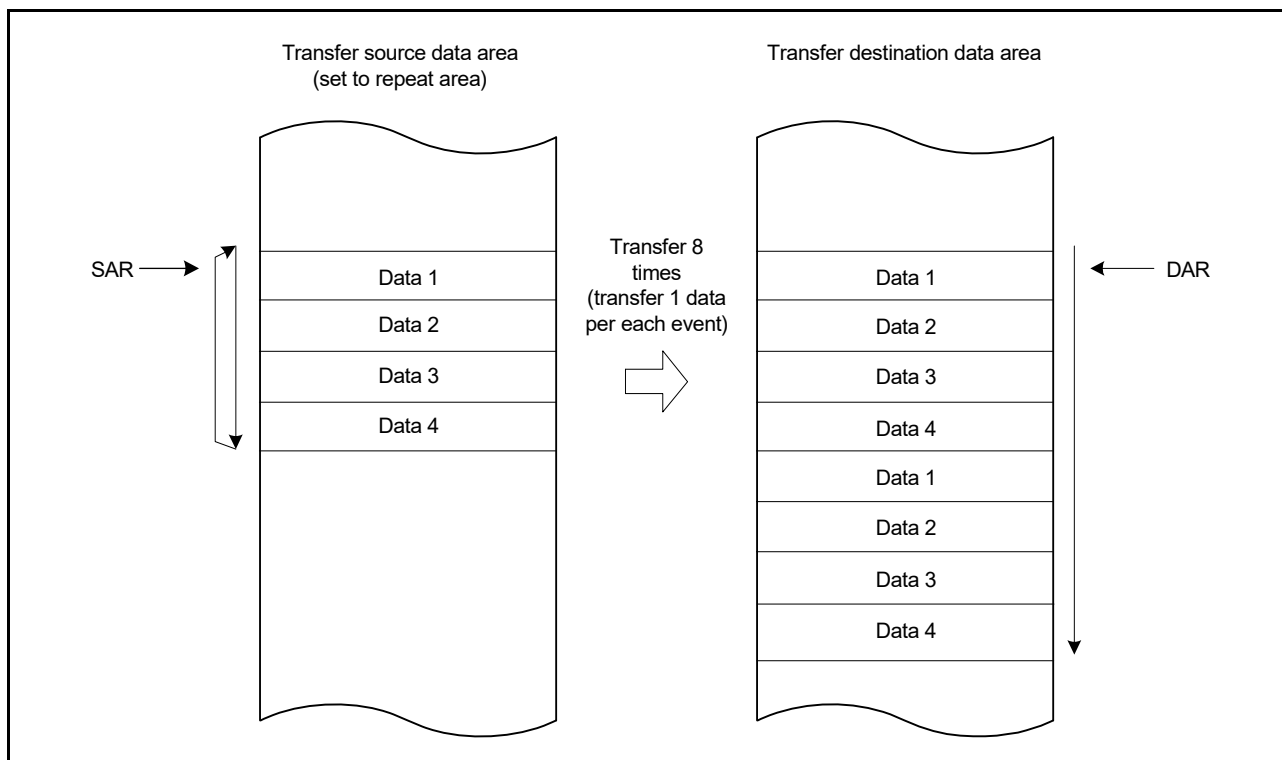 Transfer source data area
(set to repeat area)
Transfer destination data area
SAR
Data 1
Data 2
Data 3
Data 4
Transfer 8
times
(transfer 1 data
per each event)
Data 1
Data 2
Data 3
Data 4
Data 1
Data 2
Data 3
Data 4
DAR